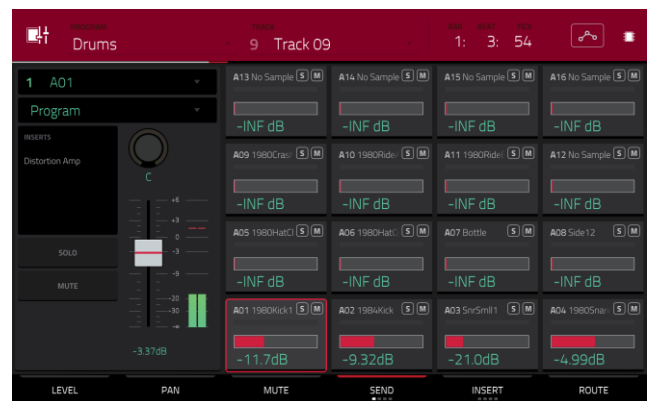 PROGRAM
Drums
TRACK
9 Track 09
BAR BEAT TICK
1: 3: 54
1 A01
Program
INSERTS
Distortion Amp
C
+6
+3
0
-3
-9
-20
-30
-∞
SOLO
MUTE
-3.37dB
A13 No Sample S M
-INF dB
A14 No Sample S M
-INF dB
A15 No Sample S M
-INF dB
A16 No Sample S M
-INF dB
A09 1980Cras S M
-INF dB
A10 1980Ride S M
-INF dB
A11 1980Ride S M
-INF dB
A12 No Sample S M
-INF dB
A05 1980HatCl S M
-INF dB
A06 1980HatC S M
-INF dB
A07 Bottle S M
-INF dB
A08 Side12 S M
-INF dB
A01 1980Kick1 S M
-11.7dB
A02 1984Kick S M
-9.32dB
A03 SnrSmll1 S M
-21.0dB
A04 1980Snar S M
-4.99dB
LEVEL
PAN
MUTE
SEND
INSERT
ROUTE